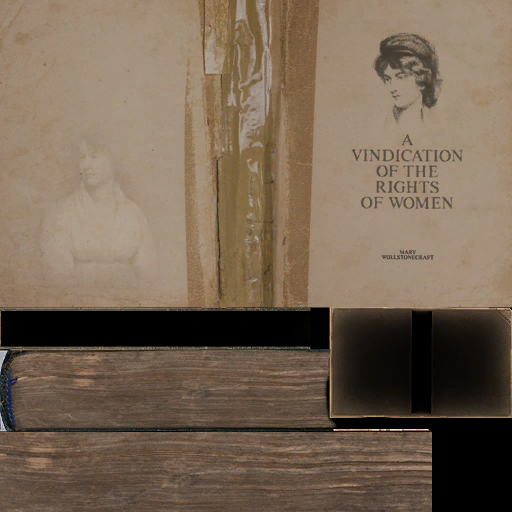 A
VINDICATION
OF THE
RIGHTS
OF WOMEN
MARY
WOLLSTONECRAFT